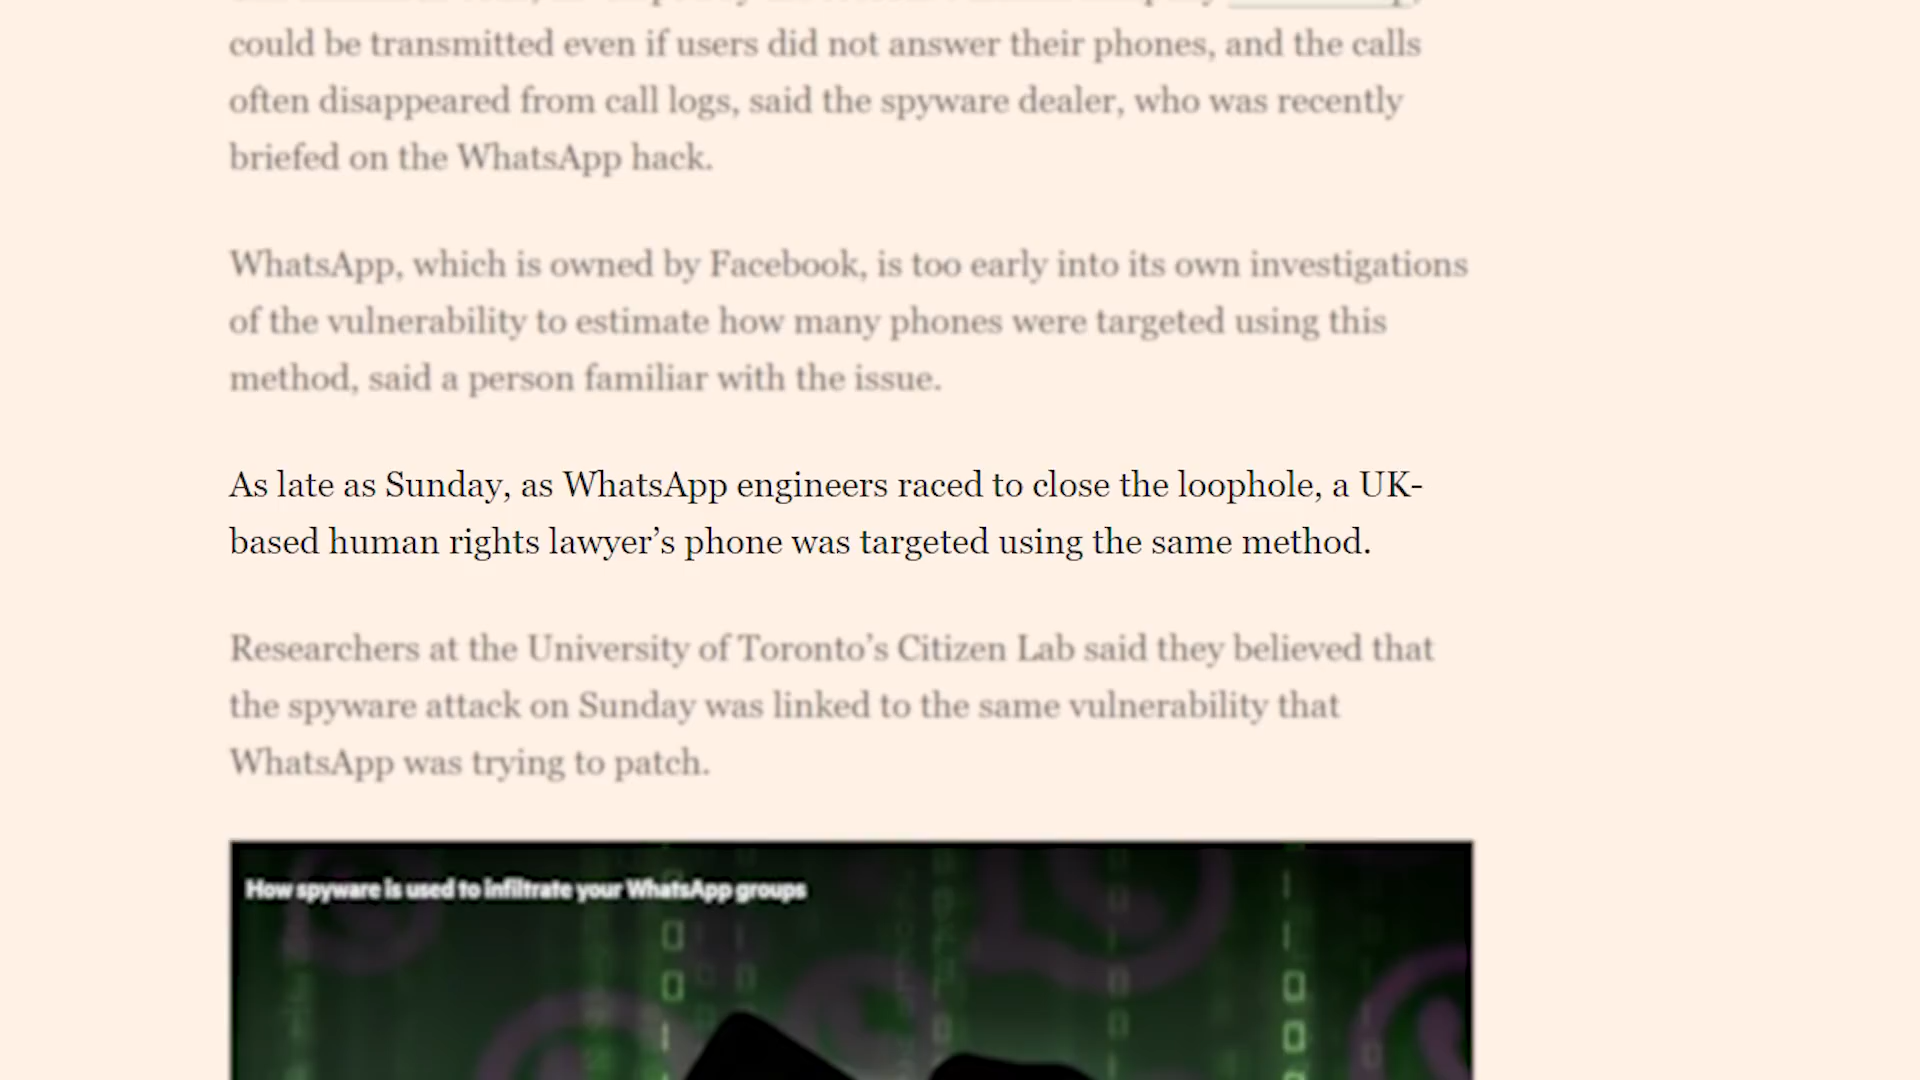 could be transmitted even if users did not answer their phones, and the calls
often disappeared from call logs, said the spyware dealer, who was recently
briefed on the WhatsApp hack.
WhatsApp, which is owned by Facebook, is too early into its own investigations
of the vulnerability to estimate how many phones were targeted using this
method, said a person familiar with the issue.
As late as Sunday, as WhatsApp engineers raced to close the loophole, a UK-
based human rights lawyer’s phone was targeted using the same method.
Researchers at the University of Toronto’s Citizen Lab said they believed that
the spyware attack on Sunday was linked to the same vulnerability that
WhatsApp was trying to patch.
How spyware is used to infiltrate your WhatsApp groups